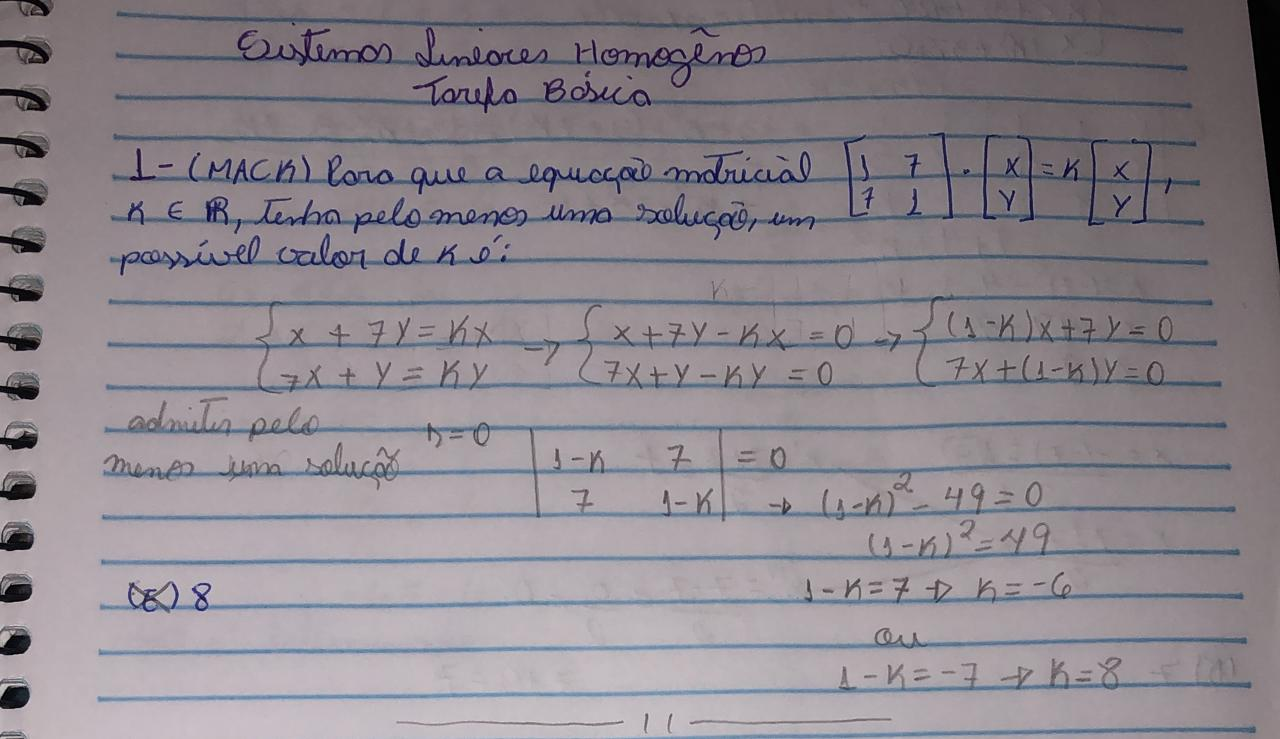 Sistemas Lineares Homogênos
Tarefa Básica
1-(MACK) Para que a equação matricial [1 7 7 1] . [X Y] = K [X Y],
K ∈ IR, tenha pelo menos uma solução, um
possível valor de K é:
{x + 7Y = KX → {x + 7Y - KX = 0 → {(1-K)x + 7Y = 0
{7X + Y = KY {7X + Y - KY = 0 {7X + (1-K)Y = 0
admitir pelo D=0
menos uma solução |1-K 7| = 0
|7 1-K| → (1-K)² - 49 = 0
(1-K)² = 49
(E) 8 1-K = 7 → K = -6
ou
1-K = -7 → K = 8
11